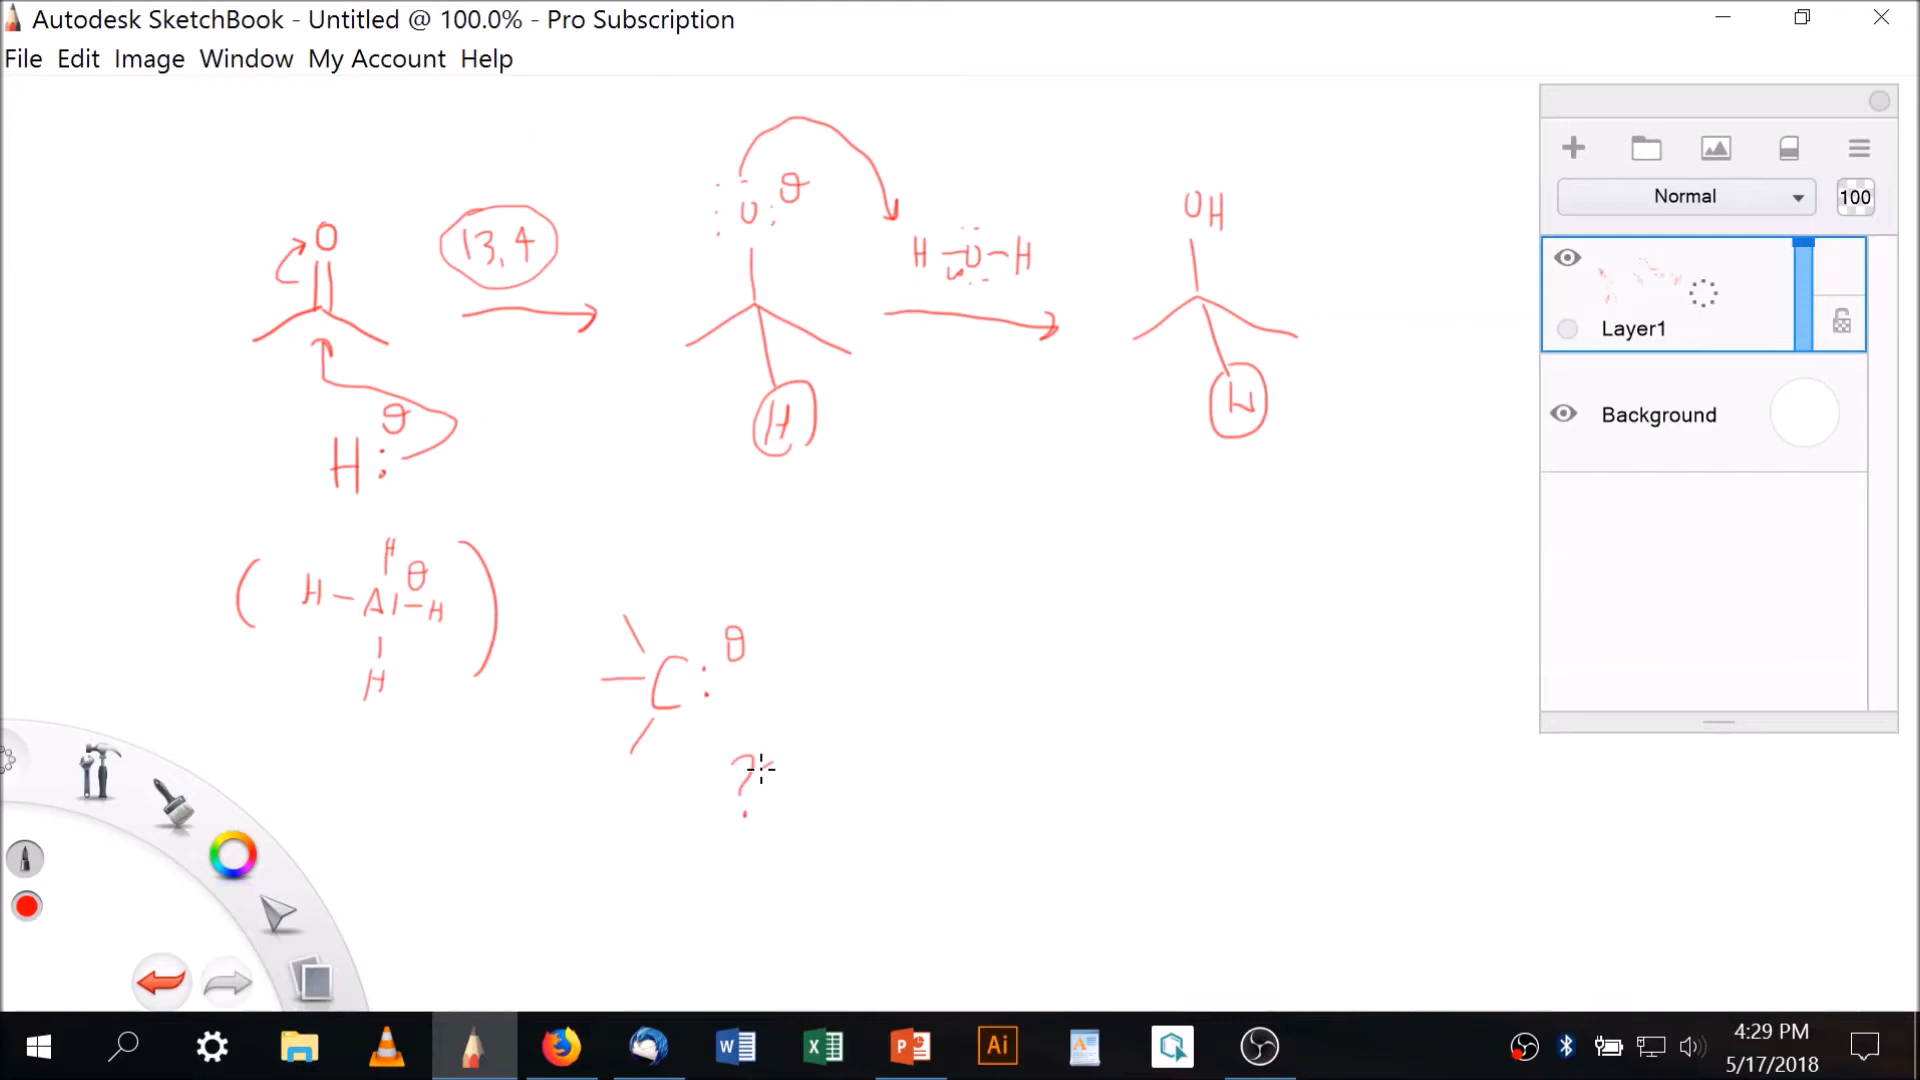 Autodesk SketchBook - Untitled @ 100.0% - Pro Subscription
File Edit Image Window My Account Help
Normal
100
Layer1
Background
O
13,4
H:
O
H-O-H
OH
H
H
H
H-Al-H
H
C:
?
W
X
P
Ai
A
4:29 PM
5/17/2018